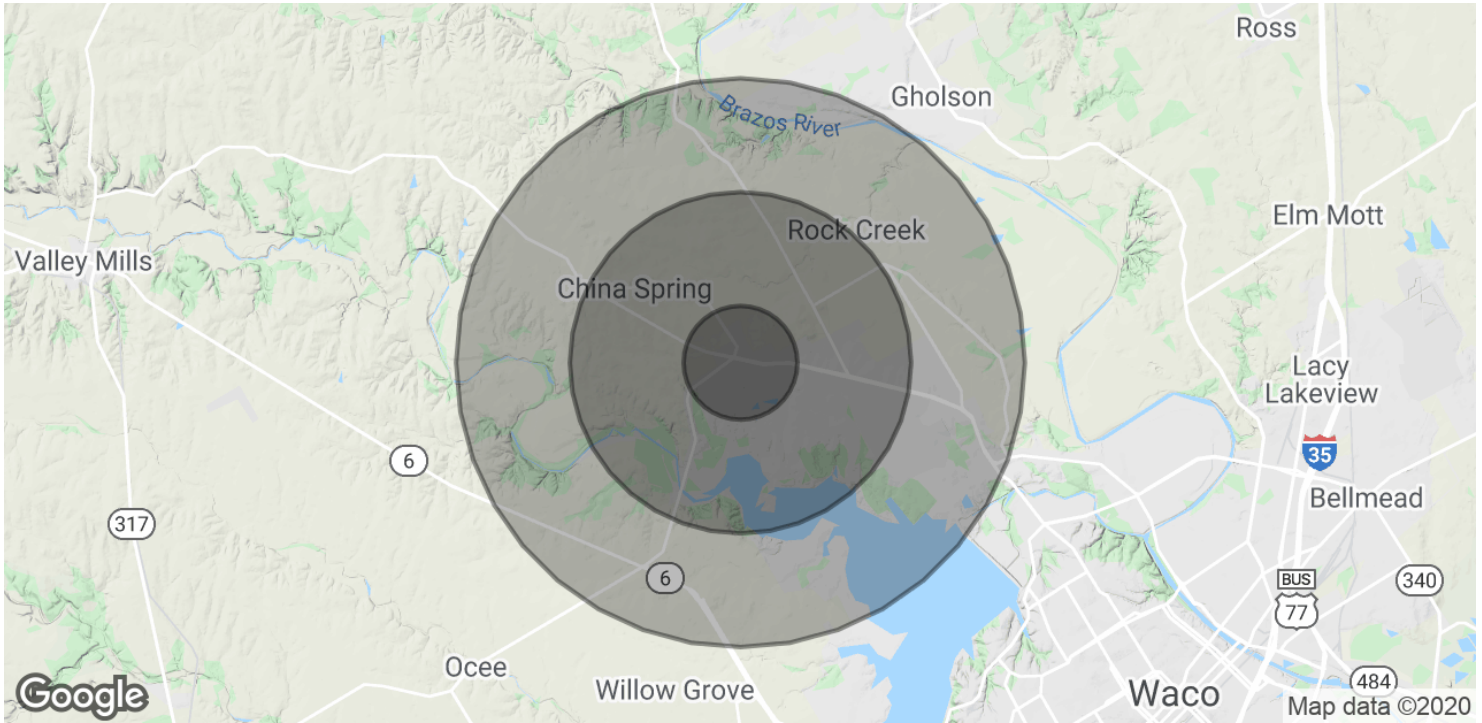 Ross
Gholson
Brazos River
Elm Mott
Rock Creek
Valley Mills
China Spring
Lacy
Lakeview
6
35
Bellmead
317
6
BUS
77
340
Ocee
Willow Grove
Waco
484
Google
Map data ©2020